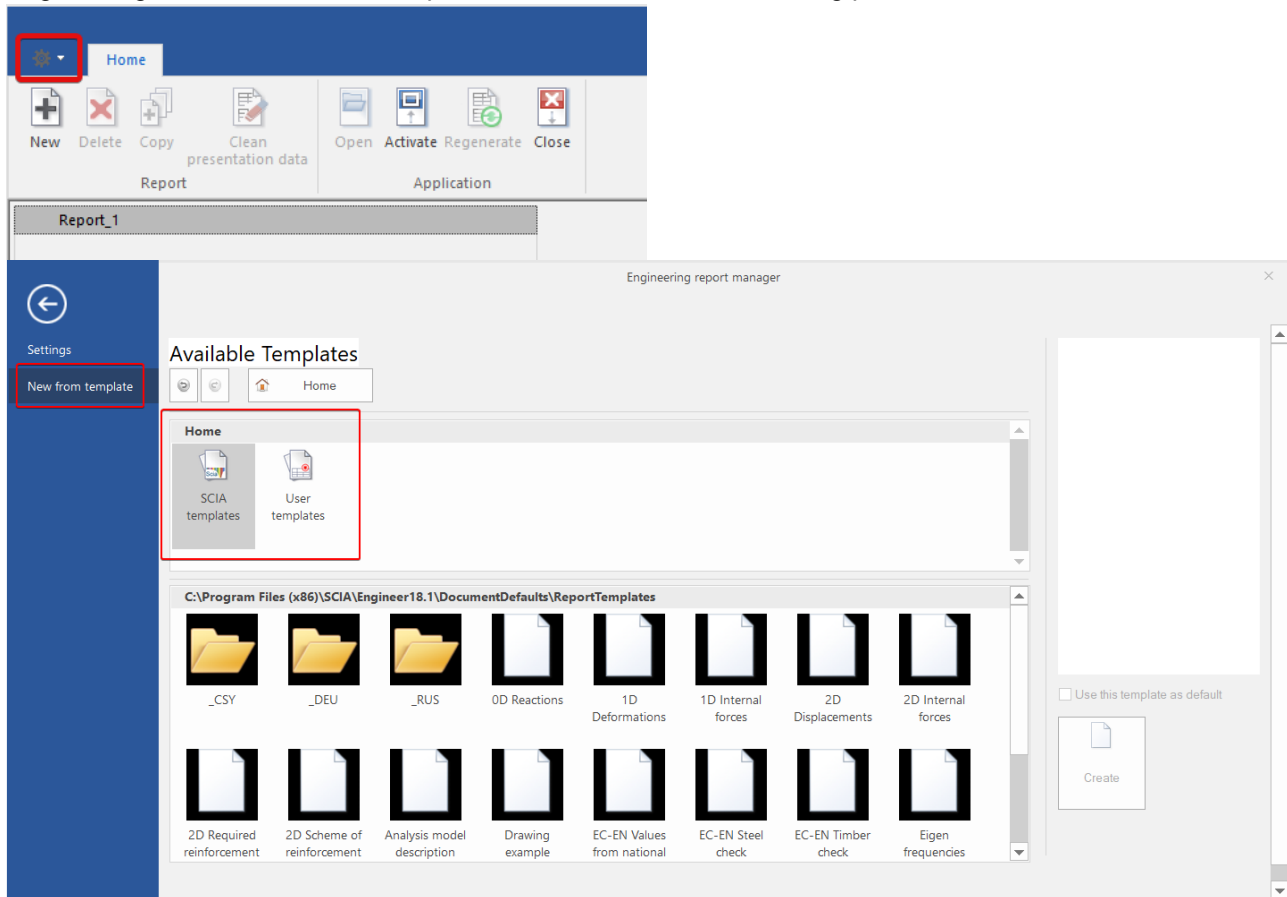 Home
New Delete Copy Clean Open Activate Regenerate Close
presentation data
Report Application
Report_1
Engineering report manager
Settings
New from template
Available Templates
Home
Home
SCIA User
templates templates
C:\Program Files (x86)\SCIA\Engineer18.1\DocumentDefaults\ReportTemplates
_CSY _DEU _RUS 0D Reactions 1D 1D Internal 2D 2D Internal
Deformations forces Displacements forces
Use this template as default
Create
2D Required 2D Scheme of Analysis model Drawing EC-EN Values EC-EN Steel EC-EN Timber Eigen
reinforcement reinforcement description example from national check check frequencies